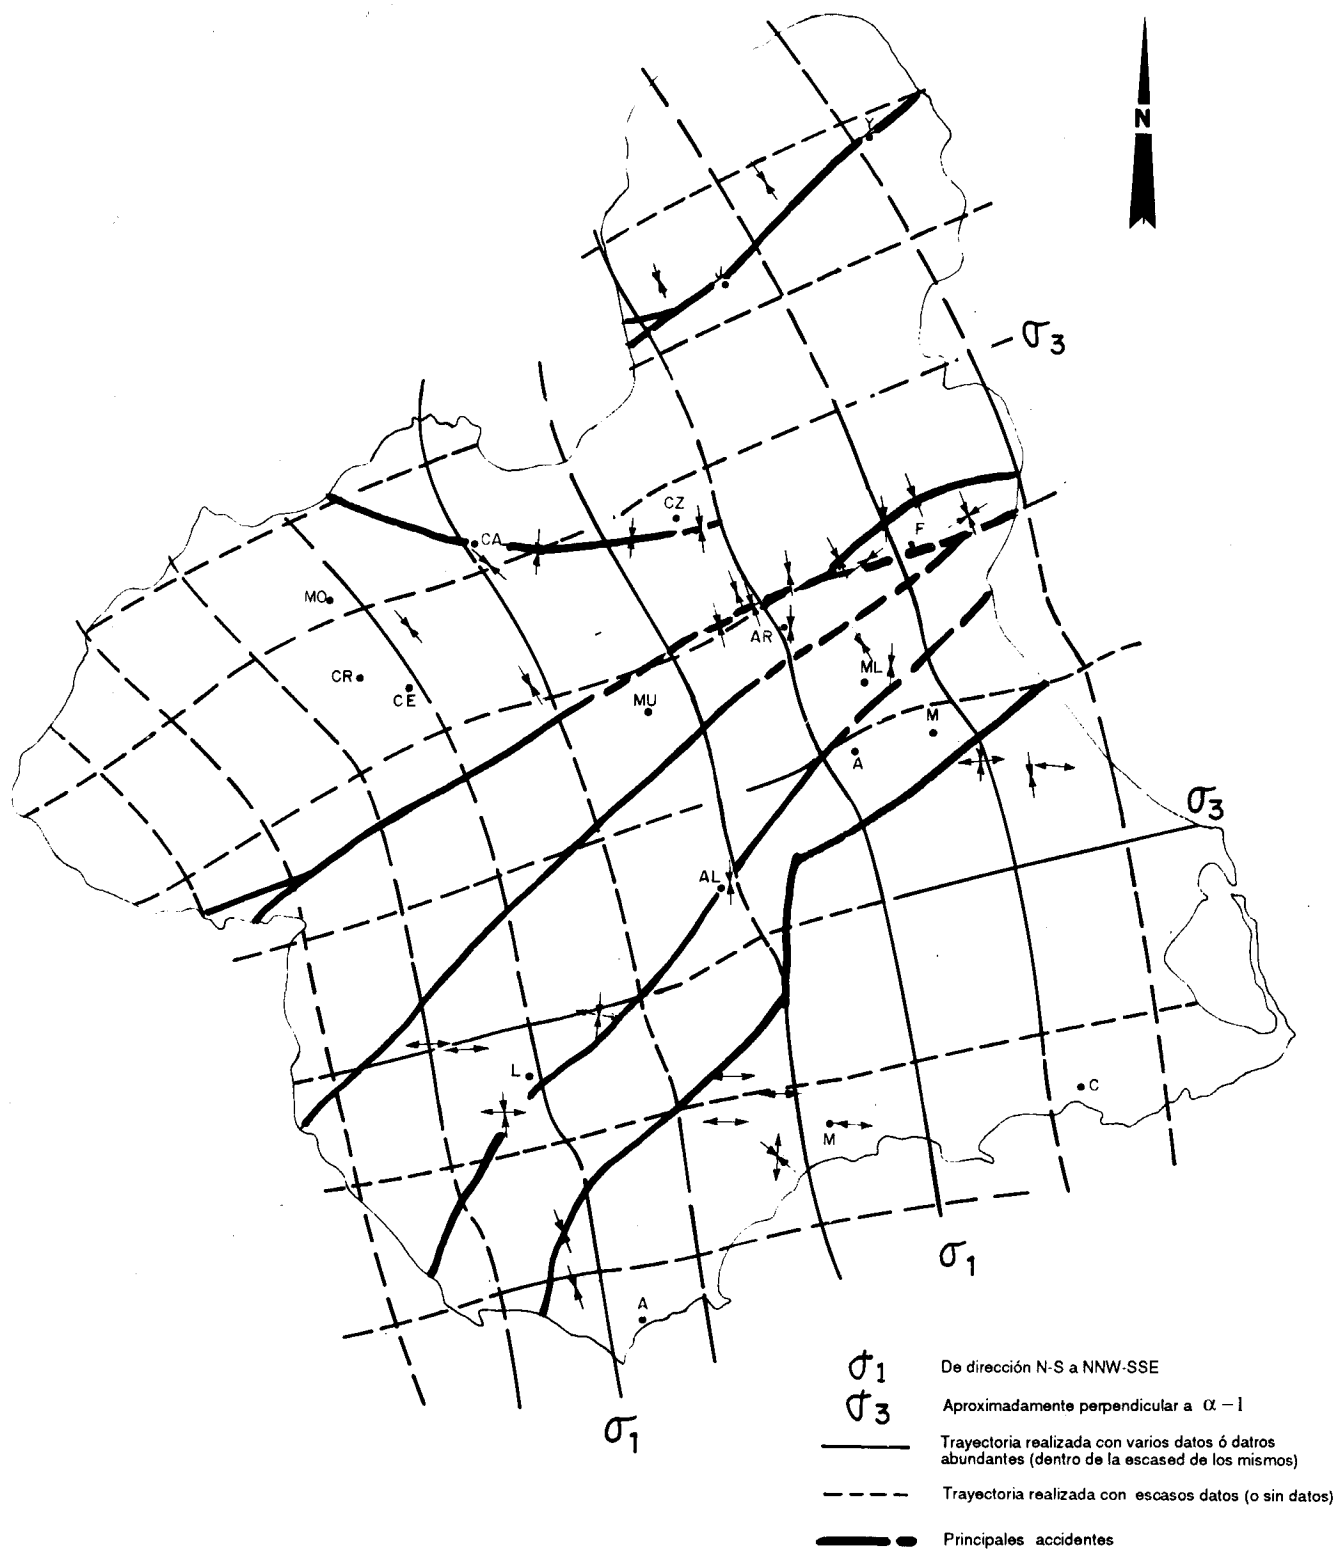 N
Y
J
σ3
CZ
CA
F
MO
AR
ML
CR
CE
MU
M
A
σ3
AL
L
C
M
σ1
A
σ1
σ1 De dirección N-S a NNW-SSE
σ3 Aproximadamente perpendicular a α – 1
Trayectoria realizada con varios datos ó datros
abundantes (dentro de la escased de los mismos)
Trayectoria realizada con escasos datos (o sin datos)
Principales accidentes